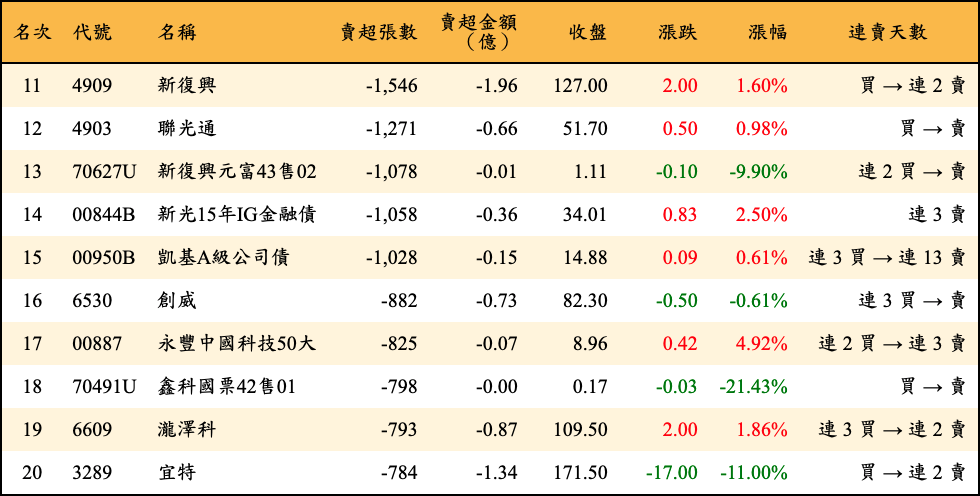 名次 代號 名稱 賣超張數 賣超金額（億） 收盤 漲跌 漲幅 連賣天數
11 4909 新復興 -1,546 -1.96 127.00 2.00 1.60% 買 → 連 2 賣
12 4903 聯光通 -1,271 -0.66 51.70 0.50 0.98% 買 → 賣
13 70627U 新復興元富43售02 -1,078 -0.01 1.11 -0.10 -9.90% 連 2 買 → 賣
14 00844B 新光15年IG金融債 -1,058 -0.36 34.01 0.83 2.50% 連 3 賣
15 00950B 凱基A級公司債 -1,028 -0.15 14.88 0.09 0.61% 連 3 買 → 連 13 賣
16 6530 創威 -882 -0.73 82.30 -0.50 -0.61% 連 3 買 → 賣
17 00887 永豐中國科技50大 -825 -0.07 8.96 0.42 4.92% 連 2 買 → 連 3 賣
18 70491U 鑫科國票42售01 -798 -0.00 0.17 -0.03 -21.43% 買 → 賣
19 6609 瀧澤科 -793 -0.87 109.50 2.00 1.86% 連 3 買 → 連 2 賣
20 3289 宜特 -784 -1.34 171.50 -17.00 -11.00% 買 → 連 2 賣